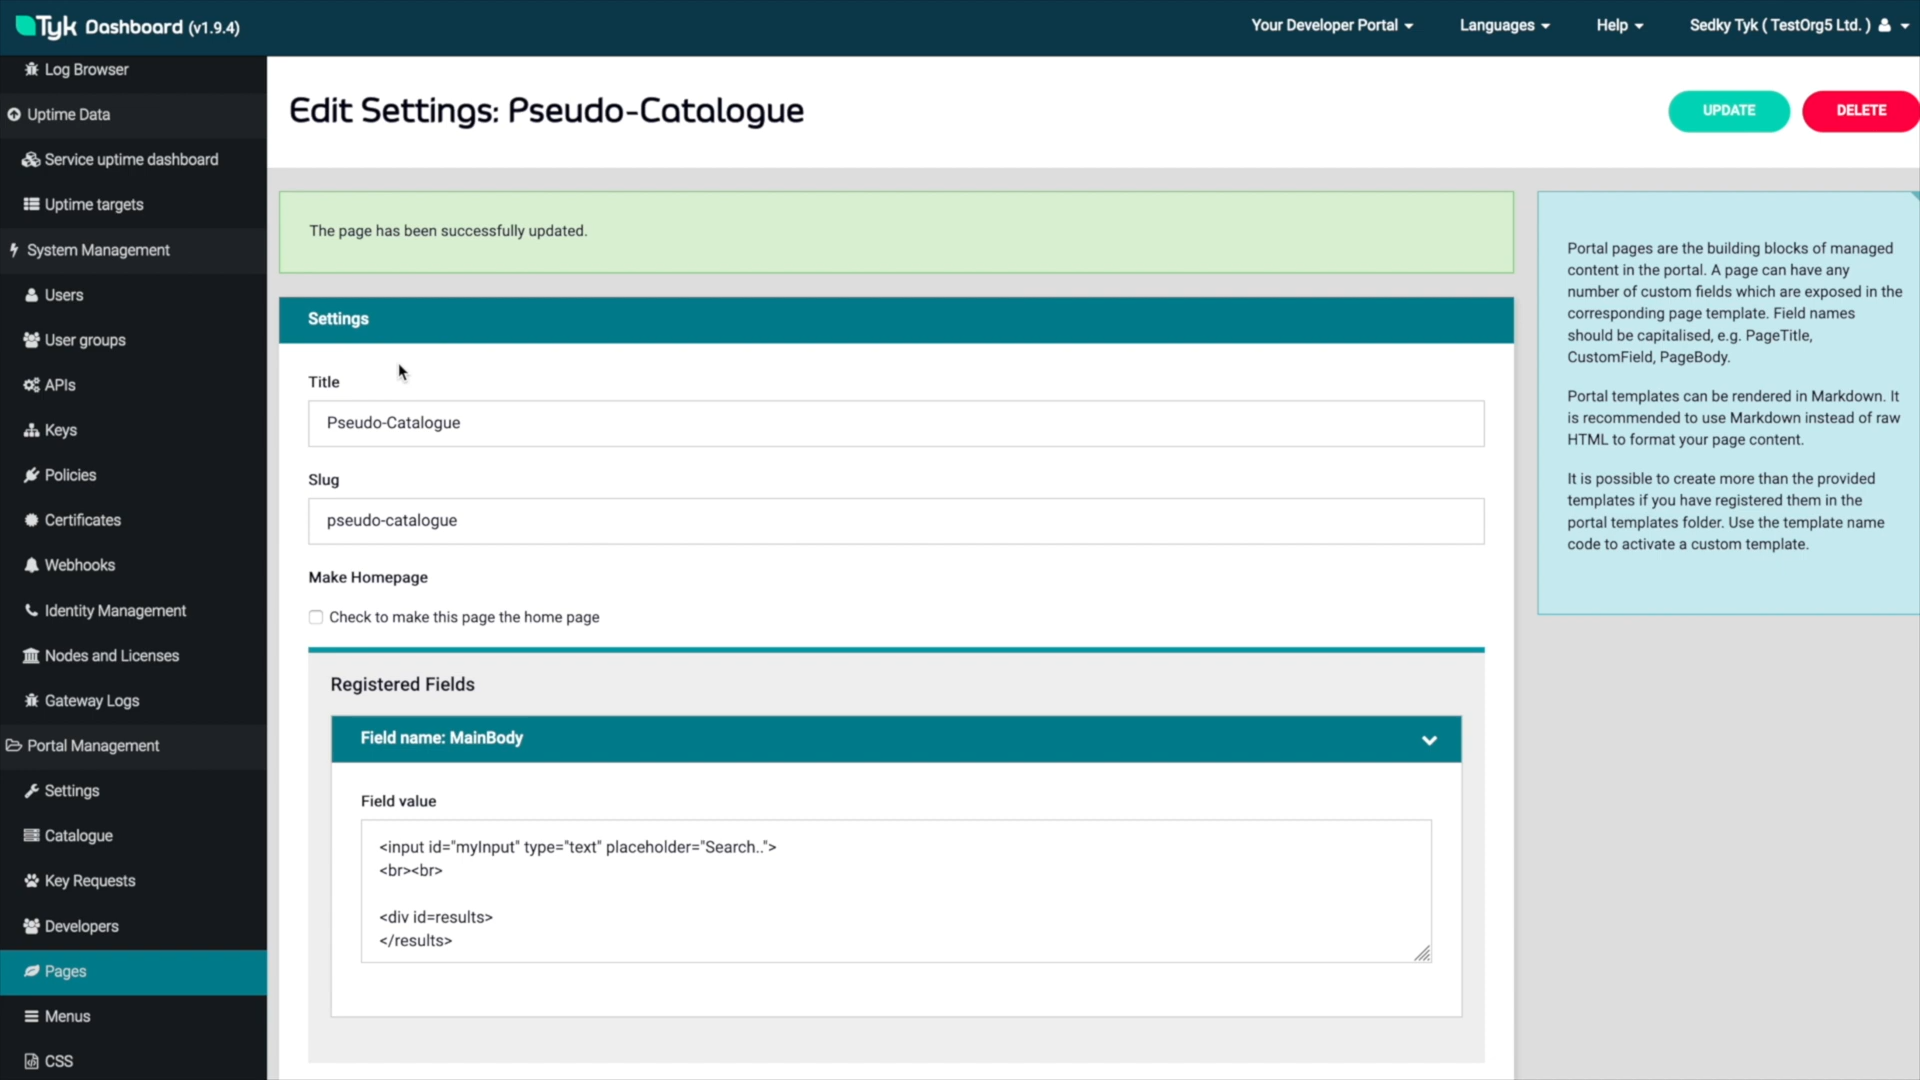 Tyk Dashboard (v1.9.4)
Your Developer Portal
Languages
Help
Sedky Tyk ( TestOrg5 Ltd. )
Log Browser
Uptime Data
Service uptime dashboard
Uptime targets
System Management
Users
User groups
APIs
Keys
Policies
Certificates
Webhooks
Identity Management
Nodes and Licenses
Gateway Logs
Portal Management
Settings
Catalogue
Key Requests
Developers
Pages
Menus
CSS
Edit Settings: Pseudo-Catalogue
UPDATE
DELETE
The page has been successfully updated.
Settings
Title
Pseudo-Catalogue
Slug
pseudo-catalogue
Make Homepage
Check to make this page the home page
Registered Fields
Field name: MainBody
Field value
<input id="myInput" type="text" placeholder="Search..">
<br><br>
<div id=results>
</results>
Portal pages are the building blocks of managed
content in the portal. A page can have any
number of custom fields which are exposed in the
corresponding page template. Field names
should be capitalised, e.g. PageTitle,
CustomField, PageBody.
Portal templates can be rendered in Markdown. It
is recommended to use Markdown instead of raw
HTML to format your page content.
It is possible to create more than the provided
templates if you have registered them in the
portal templates folder. Use the template name
code to activate a custom template.